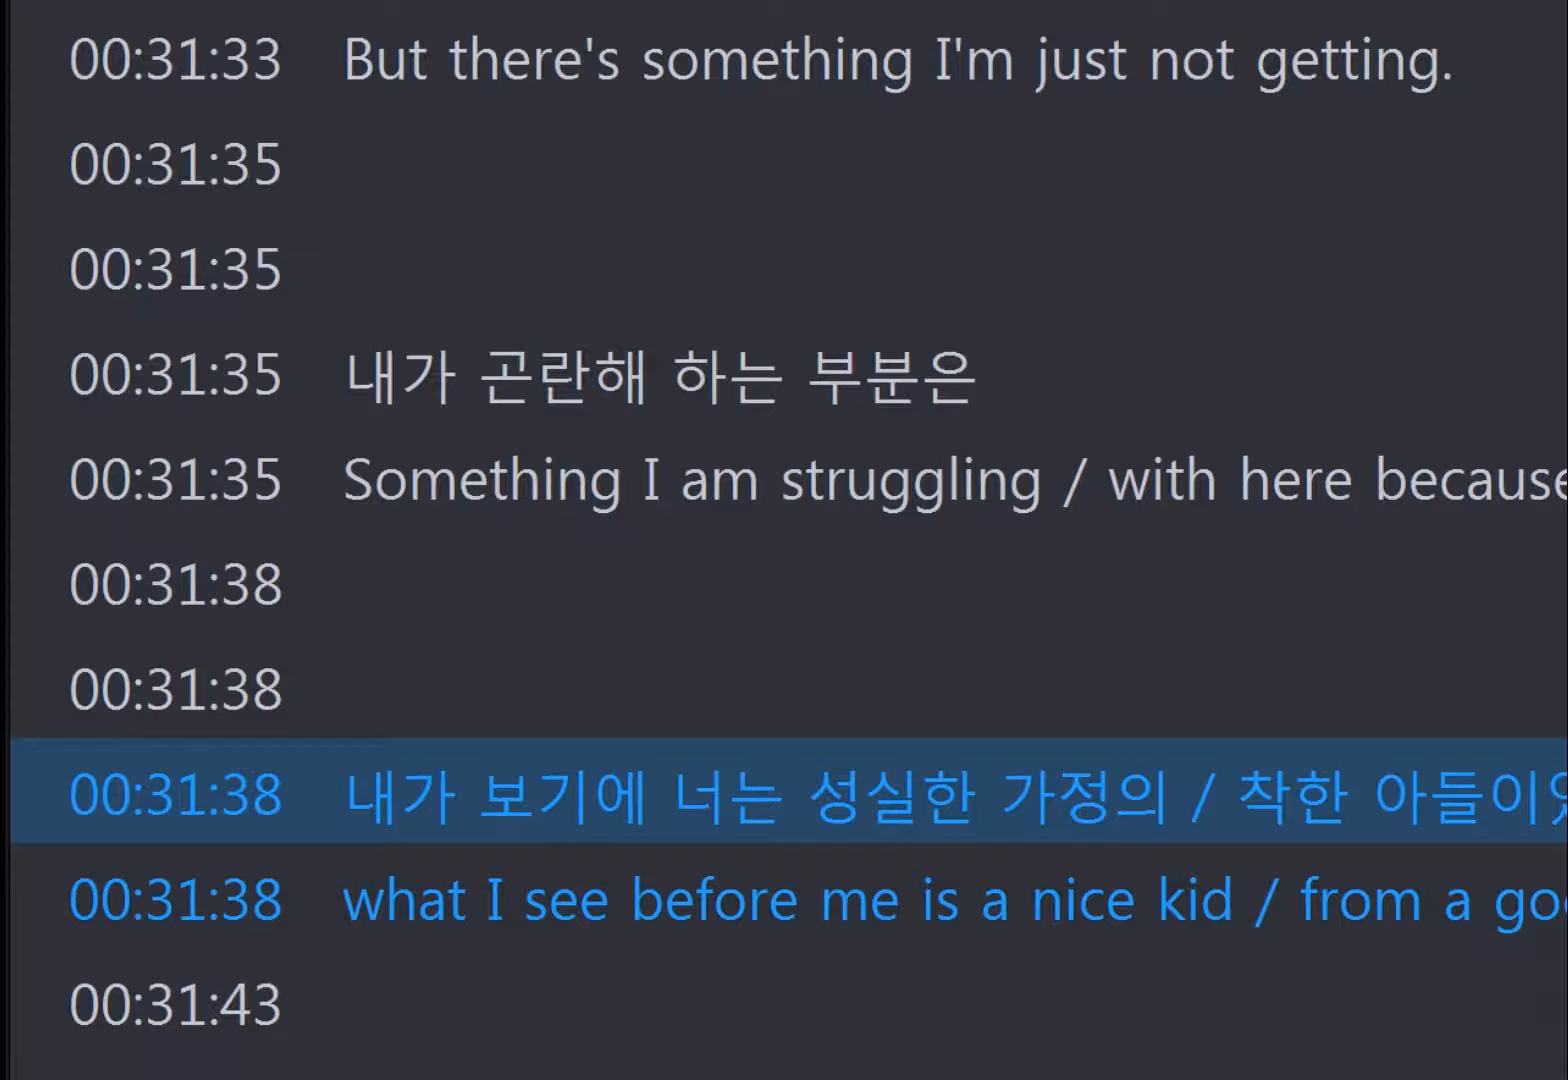 00:31:33 But there's something I'm just not getting.
00:31:35
00:31:35
00:31:35 내가 곤란해 하는 부분은
00:31:35 Something I am struggling / with here because
00:31:38
00:31:38
00:31:38 내가 보기에 너는 성실한 가정의 / 착한 아들이
00:31:38 what I see before me is a nice kid / from a
00:31:43